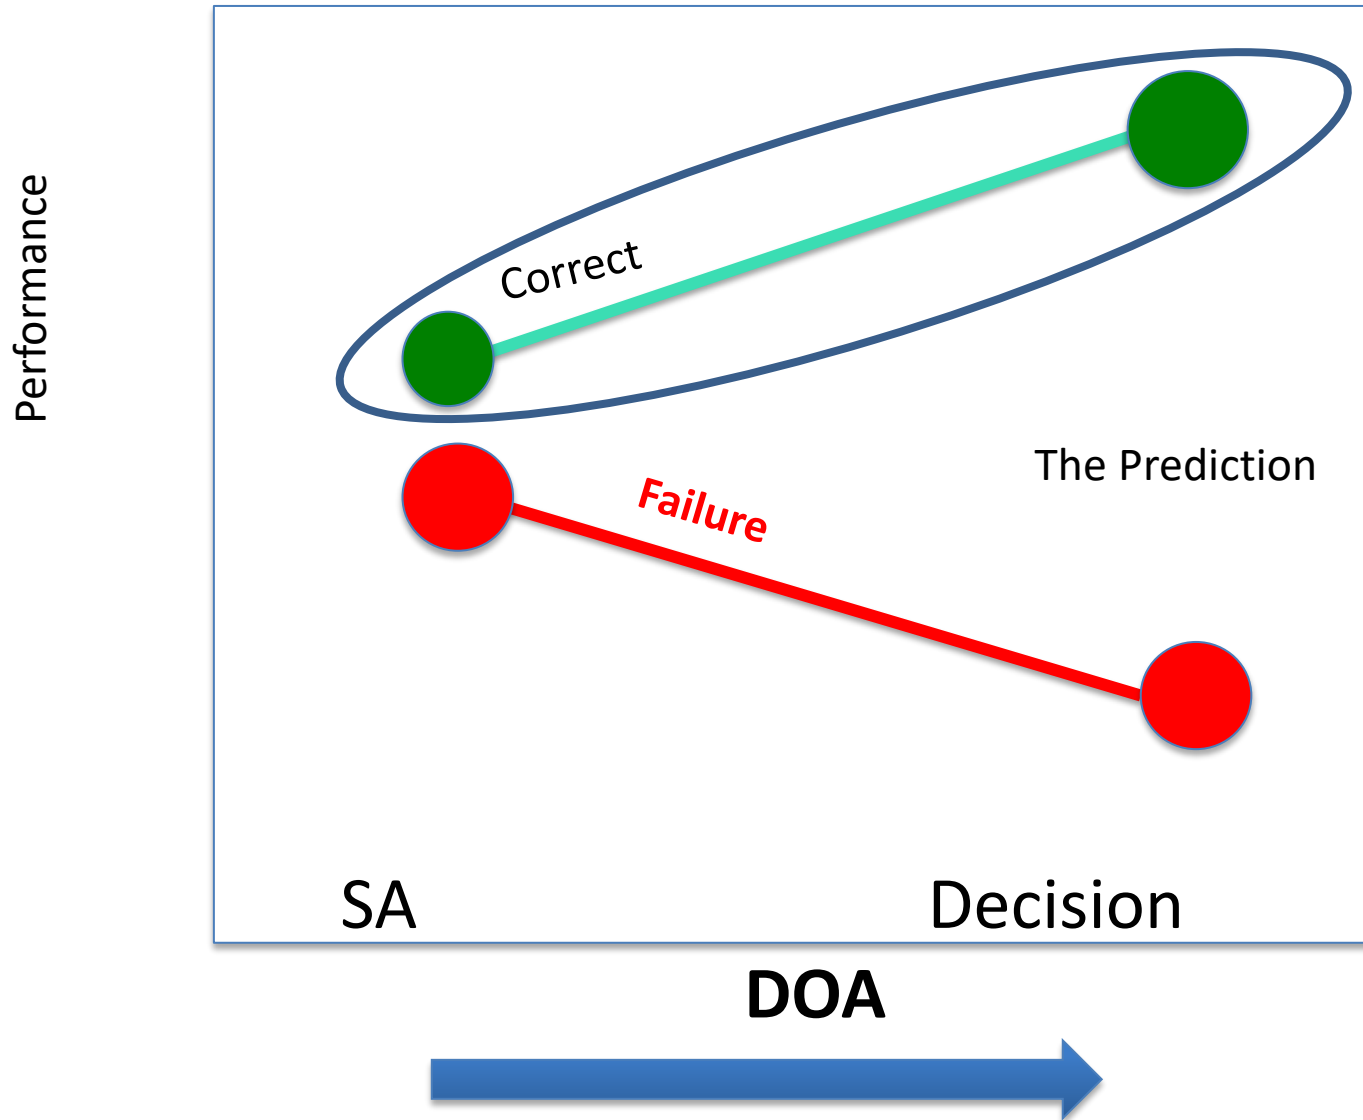 Performance
Correct
Failure
The Prediction
SA
Decision
DOA